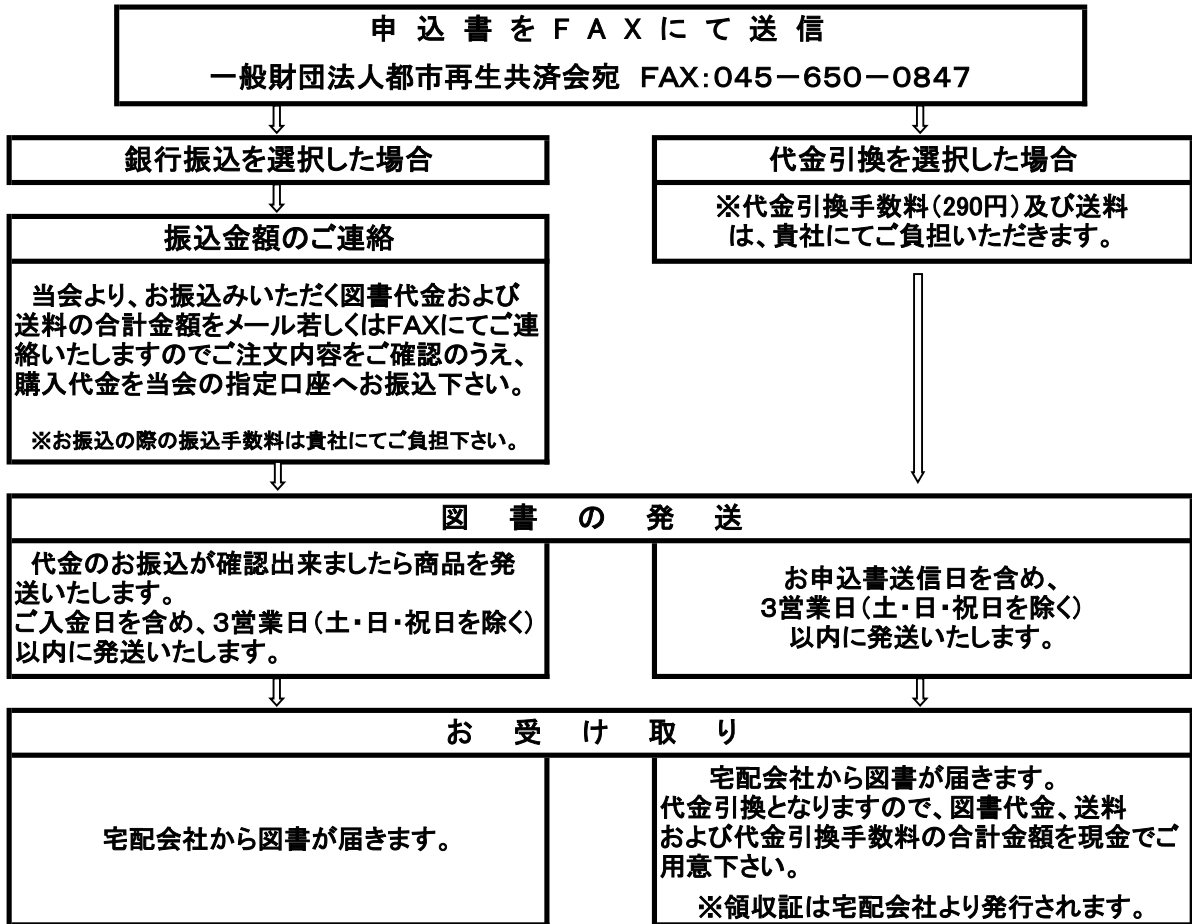 申込書をFAXにて送信
一般財団法人都市再生共済会宛 FAX:045-650-0847
銀行振込を選択した場合
振込金額のご連絡
当会より、お振込みいただく図書代金および
送料の合計金額をメール若しくはFAXにてご連
絡いたしますのでご注文内容をご確認のうえ、
購入代金を当会の指定口座へお振込下さい。
※お振込の際の振込手数料は貴社にてご負担下さい。
代金引換を選択した場合
※代金引換手数料(290円)及び送料
は、貴社にてご負担いただきます。
図書の発送
代金のお振込が確認出来ましたら商品を発
送いたします。
ご入金日を含め、3営業日(土・日・祝日を除く)
以内に発送いたします。
お申込書送信日を含め、
3営業日(土・日・祝日を除く)
以内に発送いたします。
お受け取り
宅配会社から図書が届きます。
宅配会社から図書が届きます。
代金引換となりますので、図書代金、送料
および代金引換手数料の合計金額を現金でご
用意下さい。
※領収証は宅配会社より発行されます。